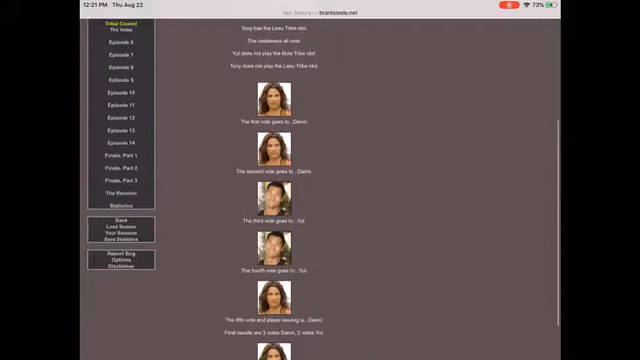 12:21 PM Thu Aug 22
73%
Not Secure — brantsteele.net
Tribal Council
The Votes
Episode 6
Episode 7
Episode 8
Episode 9
Episode 10
Episode 11
Episode 12
Episode 13
Episode 14
Finale, Part 1
Finale, Part 2
Finale, Part 3
The Reunion
Statistics
Save
Load Season
Your Seasons
Save Statistics
Report Bug
Options
Disclaimer
Tony has the Lesu Tribe idol.
The castaways all vote
Yul does not play the Bula Tribe idol.
Tony does not play the Lesu Tribe idol.
The first vote goes to...Danni.
The second vote goes to...Danni.
The third vote goes to...Yul.
The fourth vote goes to...Yul.
The fifth vote and player leaving is...Danni.
Final results are 3 votes Danni, 2 votes Yul.